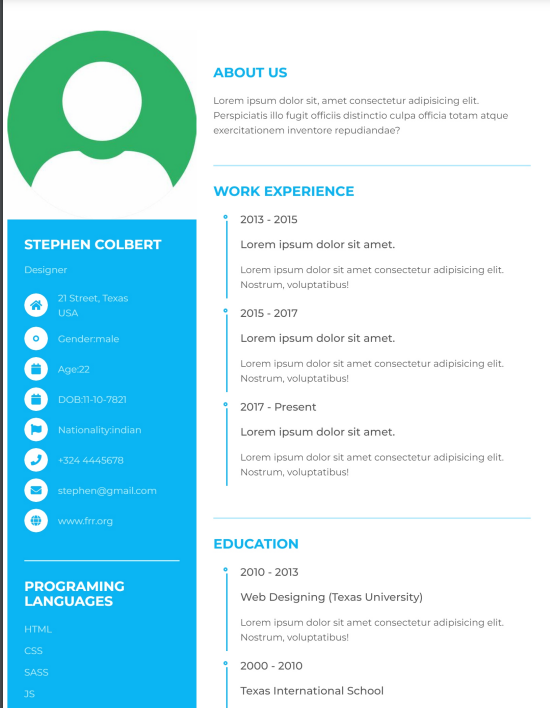 STEPHEN COLBERT
Designer
21 Street, Texas
USA
Gender:male
Age:22
DOB:11-10-7821
Nationality:indian
+324 4445678
stephen@gmail.com
www.frr.org
PROGRAMING
LANGUAGES
HTML
CSS
SASS
JS
ABOUT US
Lorem ipsum dolor sit, amet consectetur adipisicing elit.
Perspiciatis illo fugit officiis distinctio culpa officia totam atque
exercitationem inventore repudiandae?
WORK EXPERIENCE
2013 - 2015
Lorem ipsum dolor sit amet.
Lorem ipsum dolor sit amet consectetur adipisicing elit.
Nostrum, voluptatibus!
2015 - 2017
Lorem ipsum dolor sit amet.
Lorem ipsum dolor sit amet consectetur adipisicing elit.
Nostrum, voluptatibus!
2017 - Present
Lorem ipsum dolor sit amet.
Lorem ipsum dolor sit amet consectetur adipisicing elit.
Nostrum, voluptatibus!
EDUCATION
2010 - 2013
Web Designing (Texas University)
Lorem ipsum dolor sit amet consectetur adipisicing elit.
Nostrum, voluptatibus!
2000 - 2010
Texas International School